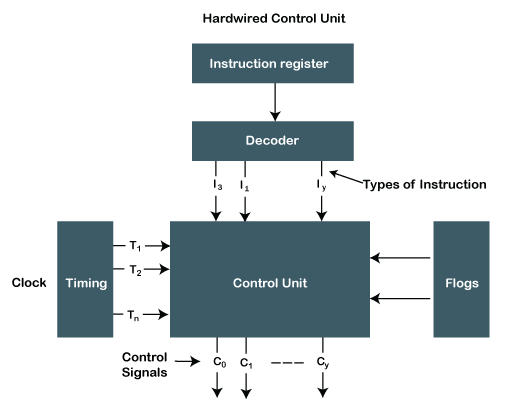 Hardwired Control Unit
Instruction register
Decoder
I3 I1 Iy
Types of Instruction
T1
T2
Tn
Clock
Timing
Control Unit
Flogs
Control
Signals
C0 C1 ––– Cy